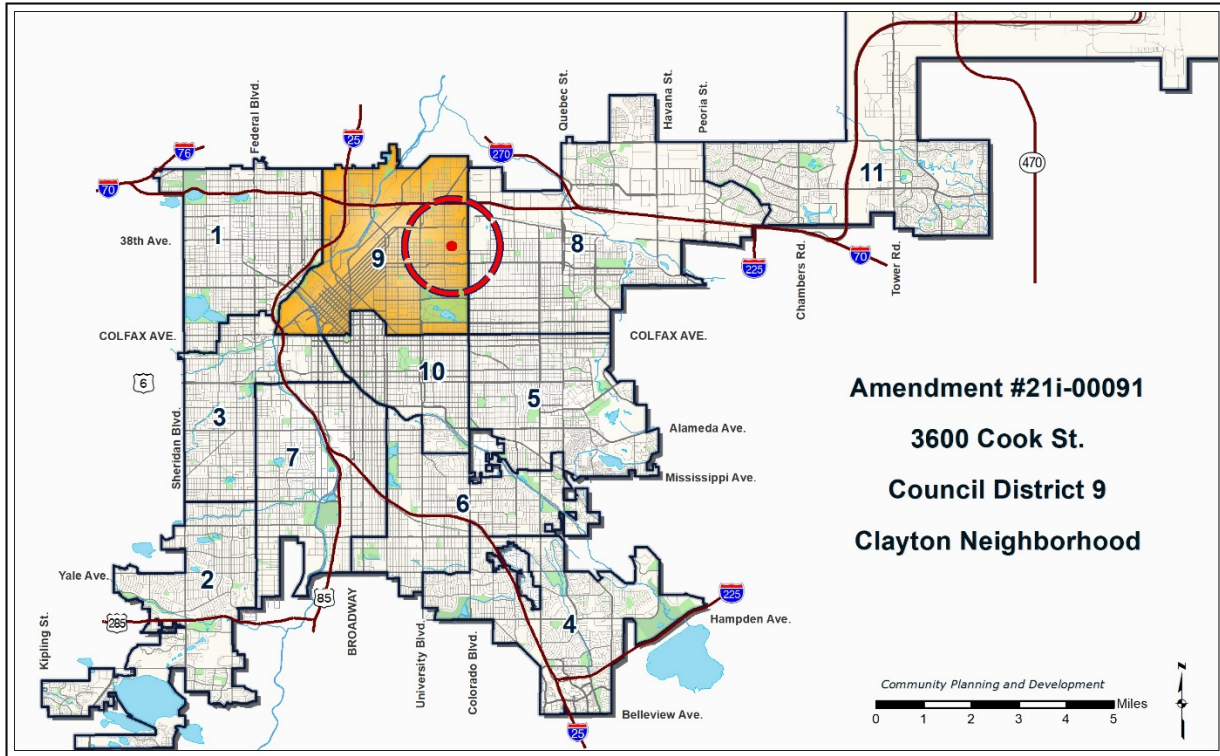 Federal Blvd.
Quebec St.
Havana St.
Peoria St.
76
25
270
70
470
11
1
38th Ave.
9
8
225
70
Chambers Rd.
Tower Rd.
COLFAX AVE.
COLFAX AVE.
10
6
5
3
Sheridan Blvd.
7
Alameda Ave.
Mississippi Ave.
6
Yale Ave.
2
85
285
BROADWAY
University Blvd.
Colorado Blvd.
4
225
Hampden Ave.
Kipling St.
25
Belleview Ave.
Amendment #21i-00091
3600 Cook St.
Council District 9
Clayton Neighborhood
Community Planning and Development
Miles
0 1 2 3 4 5
Z